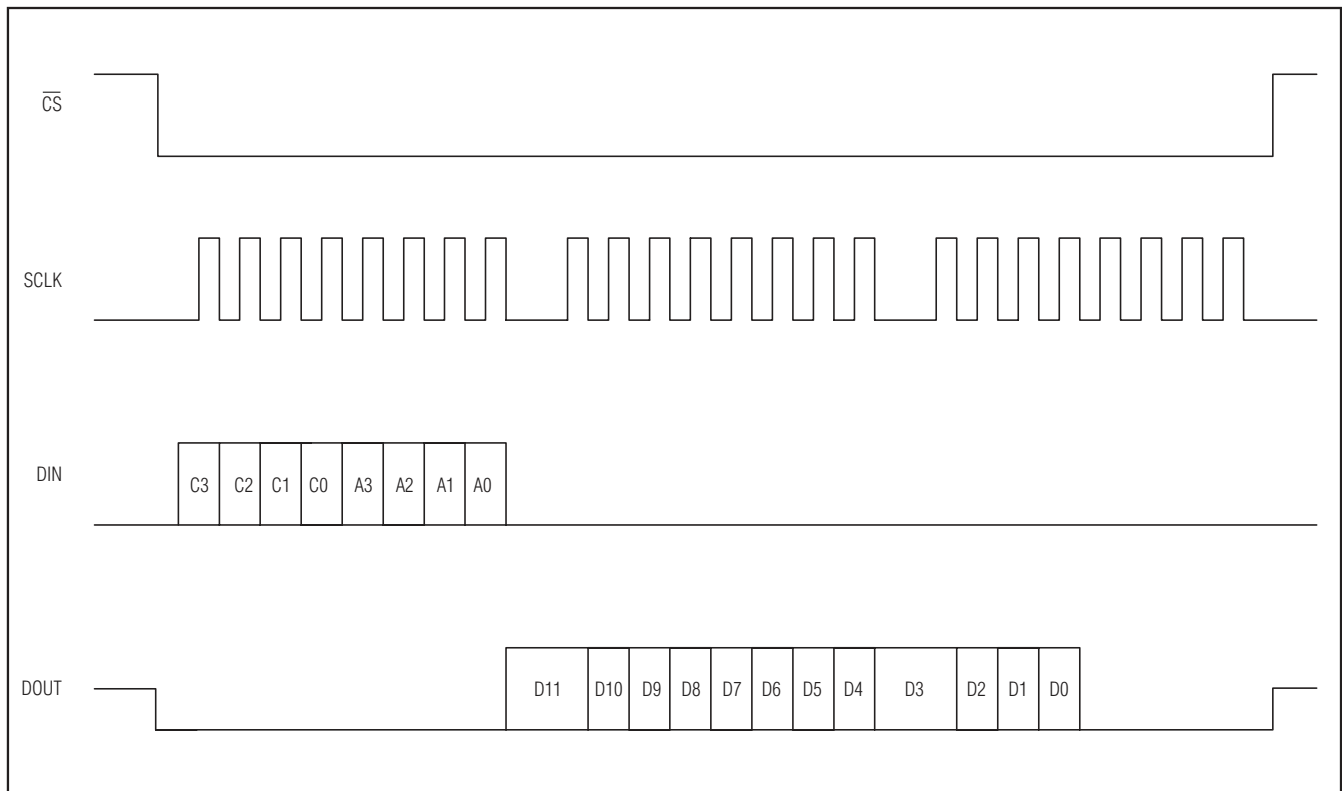 C̅S̅
SCLK
DIN
C3 C2 C1 C0 A3 A2 A1 A0
DOUT
D11 D10 D9 D8 D7 D6 D5 D4 D3 D2 D1 D0